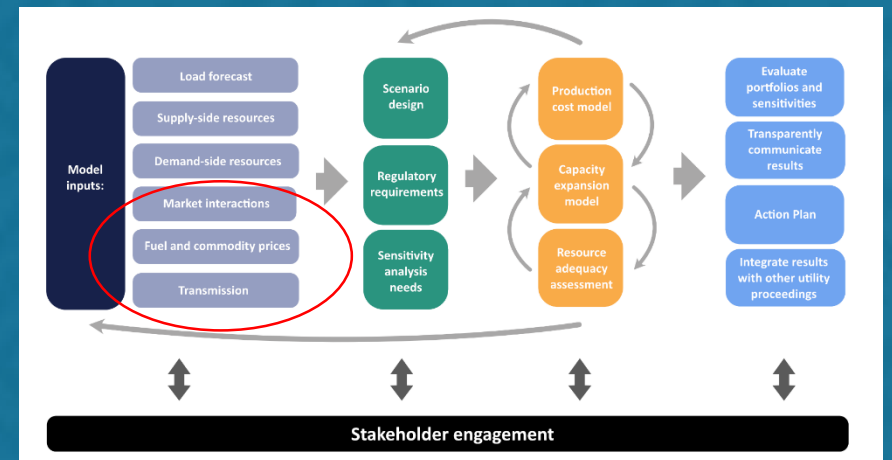 Model
inputs:
Load forecast
Supply-side resources
Demand-side resources
Market interactions
Fuel and commodity prices
Transmission
Scenario
design
Regulatory
requirements
Sensitivity
analysis
needs
Production
cost model
Capacity
expansion
model
Resource
adequacy
assessment
Evaluate
portfolios and
sensitivities
Transparently
communicate
results
Action Plan
Integrate results
with other utility
proceedings
Stakeholder engagement